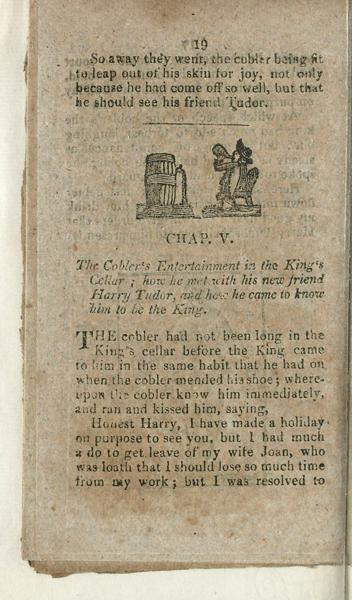 19
So away they went, the cobler being fit
to leap out of his skin for joy, not only
because he had come off so well, but that
he should see his friend Tudor.
CHAP. V.
The Cobler's Entertainment in the King's
Cellar ; how he met with his new friend
Harry Tudor, and how he came to know
him to be the King.
THE cobler had not been long in the
King's cellar before the King came
to him in the same habit that he had on
when the cobler mended his shoe ; where-
upon the cobler know him immediately,
and ran and kissed him, saying,
Honest Harry, I have made a holiday
on purpose to see you, but I had much
a do to get leave of my wife Joan, who
was loath that I should lose so much time
from my work ; but I was resolved to